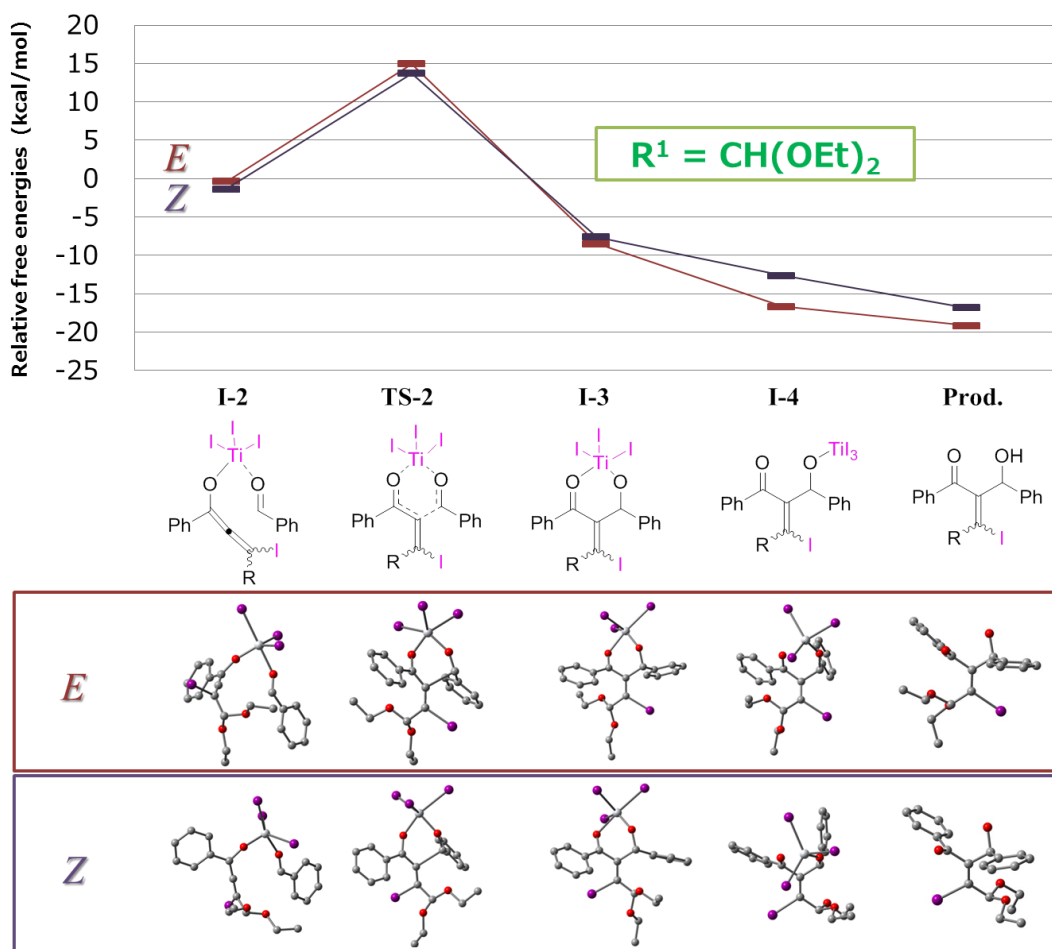 Relative free energies (kcal/mol)
20
15
10
5
0
-5
-10
-15
-20
-25
E
Z
R¹ = CH(OEt)₂
I-2 TS-2 I-3 I-4 Prod.
I I I Ti O O Ph Ph I R
I I I Ti O O Ph Ph R I
I I I Ti O O Ph Ph R I
TiI₃ O O Ph Ph R I
O OH Ph Ph R I
E
Z